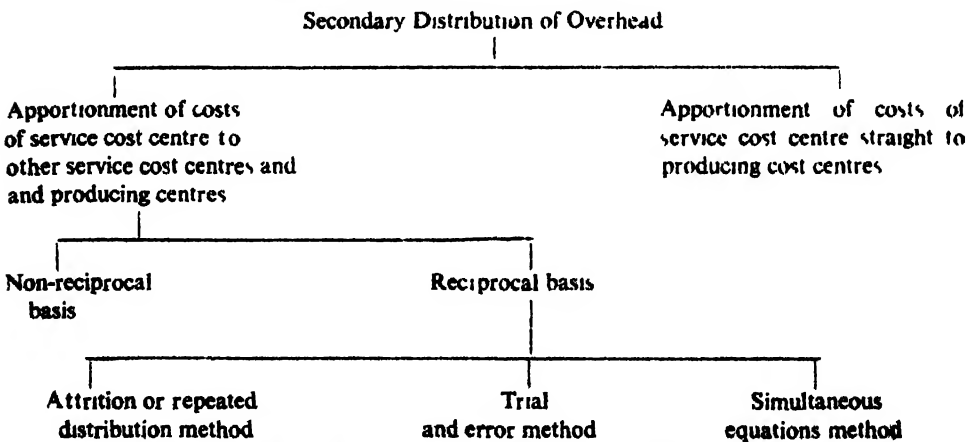 Secondary Distribution of Overhead
Apportionment of costs
of service cost centre to
other service cost centres and
and producing centres
Apportionment of costs of
service cost centre straight to
producing cost centres
Non-reciprocal
basis
Reciprocal basis
Attrition or repeated
distribution method
Trial
and error method
Simultaneous
equations method